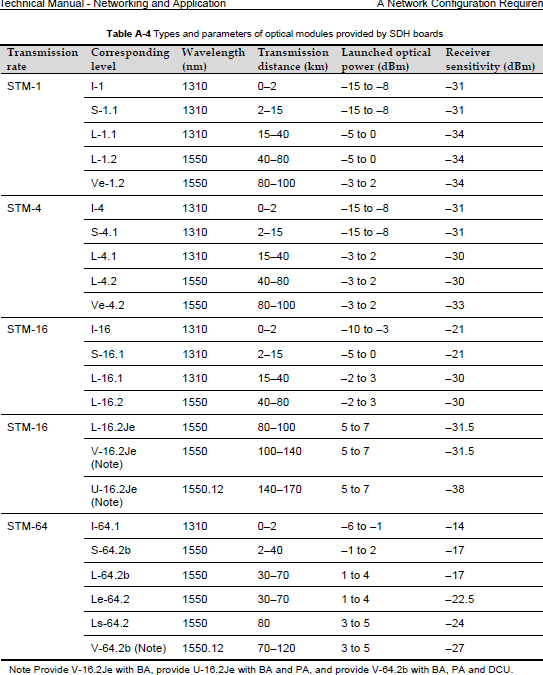 Technical Manual - Networking and Application A Network Configuration Requiren
Table A-4 Types and parameters of optical modules provided by SDH boards
Transmission rate Corresponding level Wavelength (nm) Transmission distance (km) Launched optical power (dBm) Receiver sensitivity (dBm)
STM-1 I-1 1310 0–2 –15 to –8 –31
S-1.1 1310 2–15 –15 to –8 –31
L-1.1 1310 15–40 –5 to 0 –34
L-1.2 1550 40–80 –5 to 0 –34
Ve-1.2 1550 80–100 –3 to 2 –34
STM-4 I-4 1310 0–2 –15 to –8 –31
S-4.1 1310 2–15 –15 to –8 –31
L-4.1 1310 15–40 –3 to 2 –30
L-4.2 1550 40–80 –3 to 2 –30
Ve-4.2 1550 80–100 –3 to 2 –33
STM-16 I-16 1310 0–2 –10 to –3 –21
S-16.1 1310 2–15 –5 to 0 –21
L-16.1 1310 15–40 –2 to 3 –30
L-16.2 1550 40–80 –2 to 3 –30
STM-16 L-16.2Je 1550 80–100 5 to 7 –31.5
V-16.2Je (Note) 1550 100–140 5 to 7 –31.5
U-16.2Je (Note) 1550.12 140–170 5 to 7 –38
STM-64 I-64.1 1310 0–2 –6 to –1 –14
S-64.2b 1550 2–40 –1 to 2 –17
L-64.2b 1550 30–70 1 to 4 –17
Le-64.2 1550 30–70 1 to 4 –22.5
Ls-64.2 1550 80 3 to 5 –24
V-64.2b (Note) 1550.12 70–120 3 to 5 –27
Note Provide V-16.2Je with BA, provide U-16.2Je with BA and PA, and provide V-64.2b with BA, PA and DCU.